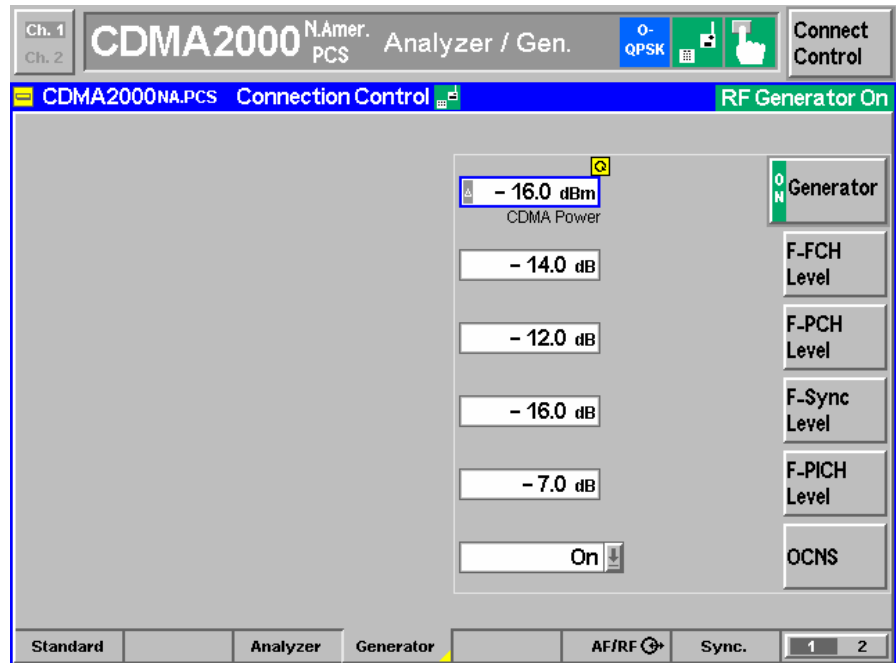 Ch. 1
Ch. 2
CDMA2000 N.Amer. PCS Analyzer / Gen.
O-
QPSK
Connect
Control
CDMA2000 NA.PCS Connection Control
RF Generator On
– 16.0 dBm
CDMA Power
ON
Generator
– 14.0 dB
F-FCH
Level
– 12.0 dB
F-PCH
Level
– 16.0 dB
F-Sync
Level
– 7.0 dB
F-PICH
Level
On
OCNS
Standard Analyzer Generator AF/RF Sync. 1 2